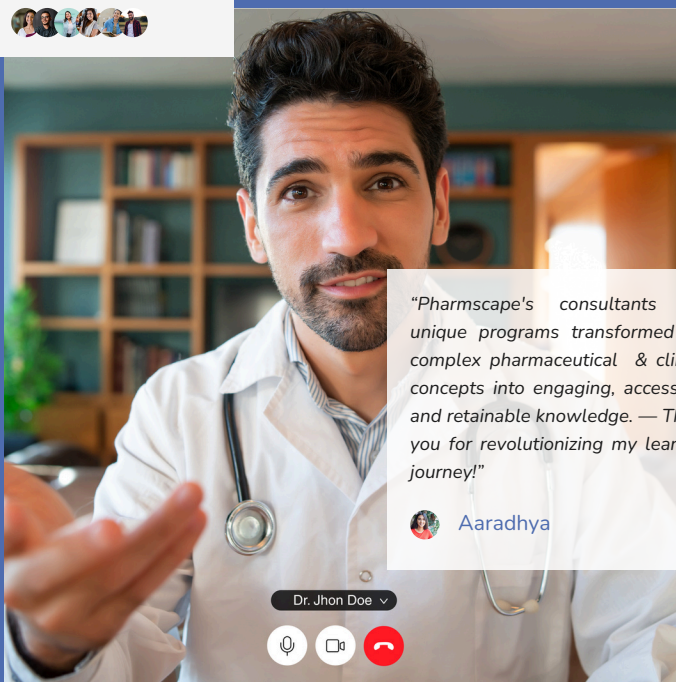 “Pharmscape's consultants
unique programs transformed
complex pharmaceutical & cli
concepts into engaging, access
and retainable knowledge. — Th
you for revolutionizing my lear
journey!”
Aaradhya
Dr. Jhon Doe